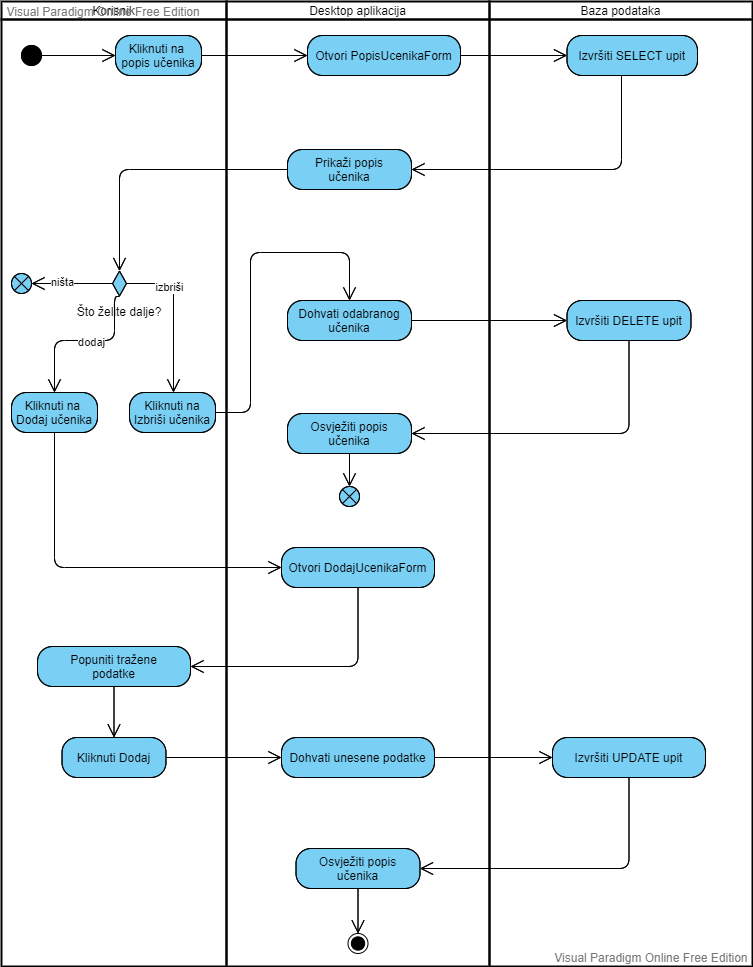 Visual Paradigm Online Free Edition
Korisnik
Desktop aplikacija
Baza podataka
Kliknuti na
popis učenika
Otvori PopisUcenikaForm
Izvršiti SELECT upit
Prikaži popis
učenika
ništa
izbriši
Što želite dalje?
dodaj
Dohvati odabranog
učenika
Izvršiti DELETE upit
Kliknuti na
Dodaj učenika
Kliknuti na
Izbriši učenika
Osvježiti popis
učenika
Otvori DodajUcenikaForm
Popuniti tražene
podatke
Kliknuti Dodaj
Dohvati unesene podatke
Izvršiti UPDATE upit
Osvježiti popis
učenika
Visual Paradigm Online Free Edition